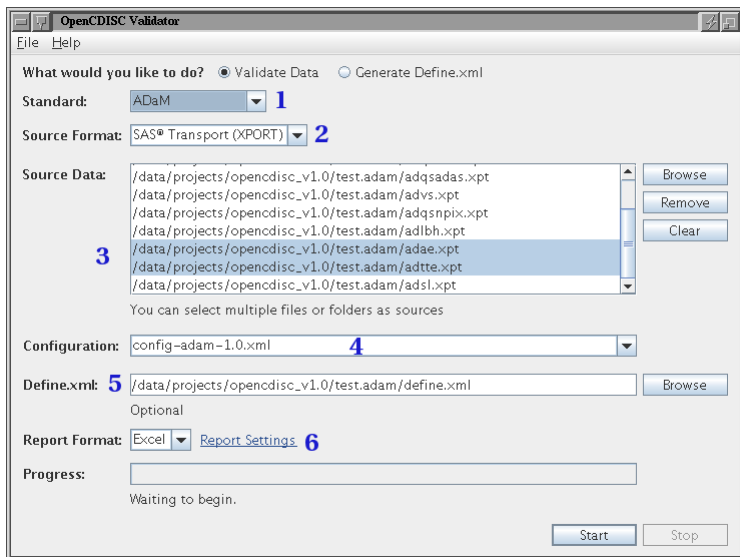 OpenCDISC Validator
File Help
What would you like to do? Validate Data Generate Define.xml
Standard: ADaM 1
Source Format: SAS® Transport (XPORT) 2
Source Data: /data/projects/opencdisc_v1.0/test.adam/adqsadas.xpt Browse
/data/projects/opencdisc_v1.0/test.adam/advs.xpt
/data/projects/opencdisc_v1.0/test.adam/adqsnpix.xpt Remove
/data/projects/opencdisc_v1.0/test.adam/adlbh.xpt Clear
3 /data/projects/opencdisc_v1.0/test.adam/adae.xpt
/data/projects/opencdisc_v1.0/test.adam/adtte.xpt
/data/projects/opencdisc_v1.0/test.adam/adsl.xpt
You can select multiple files or folders as sources
Configuration: config-adam-1.0.xml 4
Define.xml: 5 /data/projects/opencdisc_v1.0/test.adam/define.xml Browse
Optional
Report Format: Excel Report Settings 6
Progress:
Waiting to begin.
Start Stop